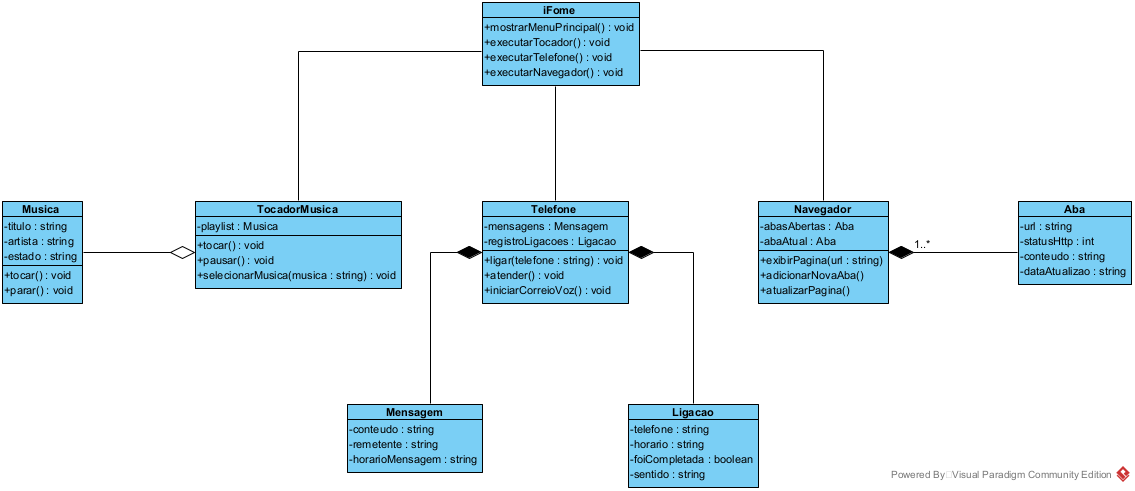 iFome
+mostrarMenuPrincipal() : void
+executarTocador() : void
+executarTelefone() : void
+executarNavegador() : void
Musica
-titulo : string
-artista : string
-estado : string
+tocar() : void
+parar() : void
TocadorMusica
-playlist : Musica
+tocar() : void
+pausar() : void
+selecionarMusica(musica : string) : void
Telefone
-mensagens : Mensagem
-registroLigacoes : Ligacao
+ligar(telefone : string) : void
+atender() : void
+iniciarCorreioVoz() : void
Navegador
-abasAbertas : Aba
-abaAtual : Aba
+exibirPagina(url : string)
+adicionarNovaAba()
+atualizarPagina()
1..*
Aba
-url : string
-statusHttp : int
-conteudo : string
-dataAtualizao : string
Mensagem
-conteudo : string
-remetente : string
-horarioMensagem : string
Ligacao
-telefone : string
-horario : string
-foiCompletada : boolean
-sentido : string
Powered By Visual Paradigm Community Edition